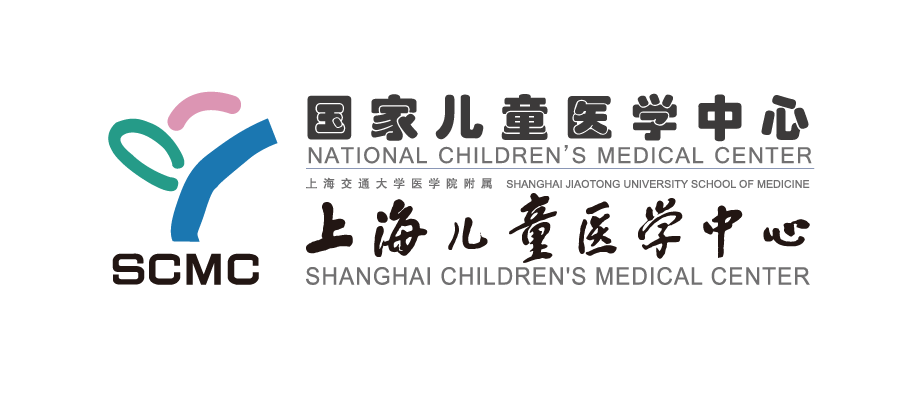 国家儿童医学中心
NATIONAL CHILDREN'S MEDICAL CENTER
上海交通大学医学院附属 SHANGHAI JIAOTONG UNIVERSITY SCHOOL OF MEDICINE
上海儿童医学中心
SCMC
SHANGHAI CHILDREN'S MEDICAL CENTER